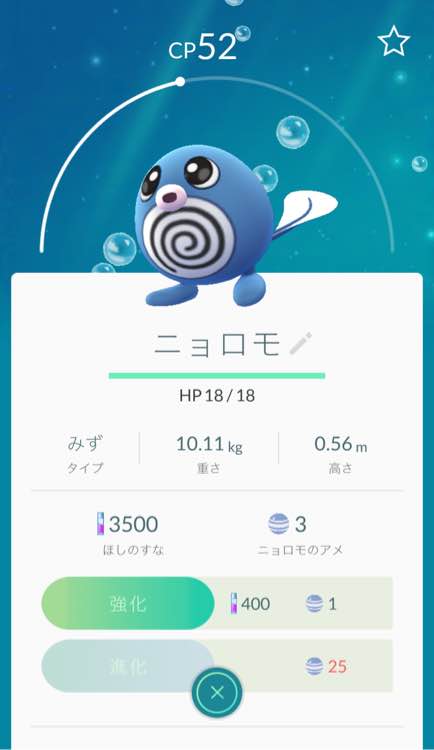 CP52
ニョロモ
HP 18 / 18
みず 10.11 kg 0.56 m
タイプ 重さ 高さ
3500 3
ほしのすな ニョロモのアメ
強化 400 1
進化 25